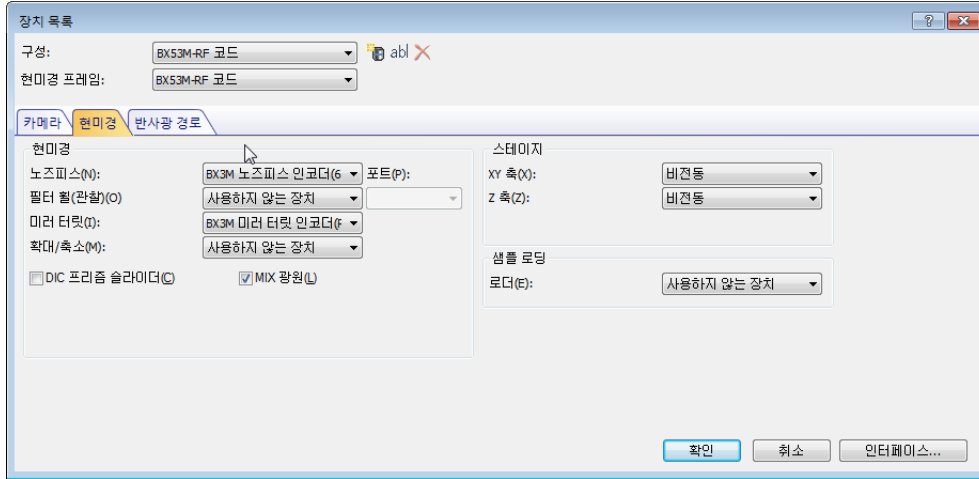 장치 목록
구성: BX53M-RF 코드 abl
현미경 프레임: BX53M-RF 코드
카메라 현미경 반사광 경로
현미경
노즈피스(N): BX3M 노즈피스 인코더(6 포트(P):
필터 휠(관찰)(O) 사용하지 않는 장치
미러 터릿(I): BX3M 미러 터릿 인코더(F
확대/축소(M): 사용하지 않는 장치
DIC 프리즘 슬라이더(C) MIX 광원(L)
스테이지
XY 축(X): 비전동
Z 축(Z): 비전동
샘플 로딩
로더(E): 사용하지 않는 장치
확인 취소 인터페이스...